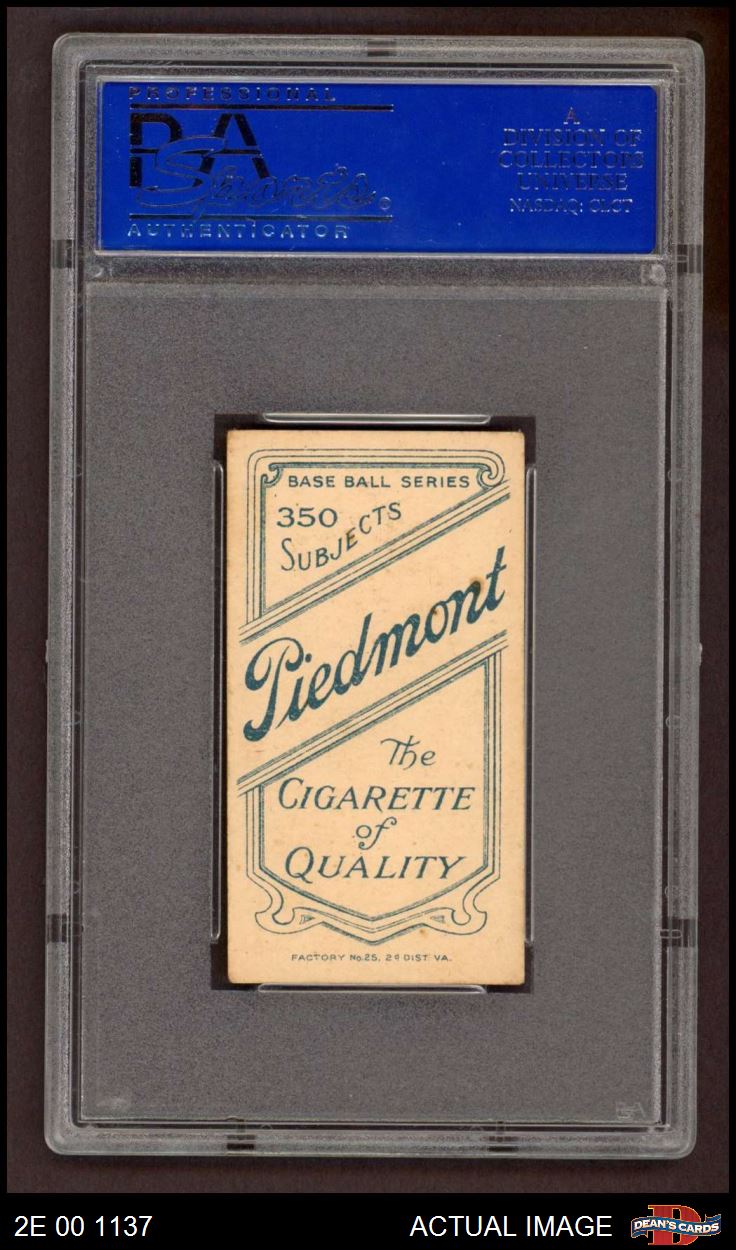 PROFESSIONAL
PSA
Sports
AUTHENTICATOR
A
DIVISION OF
COLLECTORS
UNIVERSE
NASDAQ: CLCT
BASE BALL SERIES
350
SUBJECTS
Piedmont
The
CIGARETTE
of
QUALITY
FACTORY No.25, 2d DIST. VA.
PSA
2E 00 1137
ACTUAL IMAGE
DEAN'S CARDS